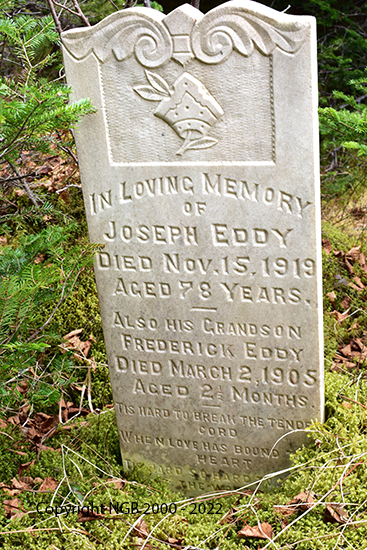 IN LOVING MEMORY
OF
JOSEPH EDDY
DIED NOV. 15, 1919
AGED 78 YEARS.
ALSO HIS GRANDSON
FREDERICK EDDY
DIED MARCH 2, 1905
AGED 2½ MONTHS
TIS HARD TO BREAK THE TENDER
CORD
WHEN LOVE HAS BOUND
HEART
HARD
Copyright NGB 2000 - 2022